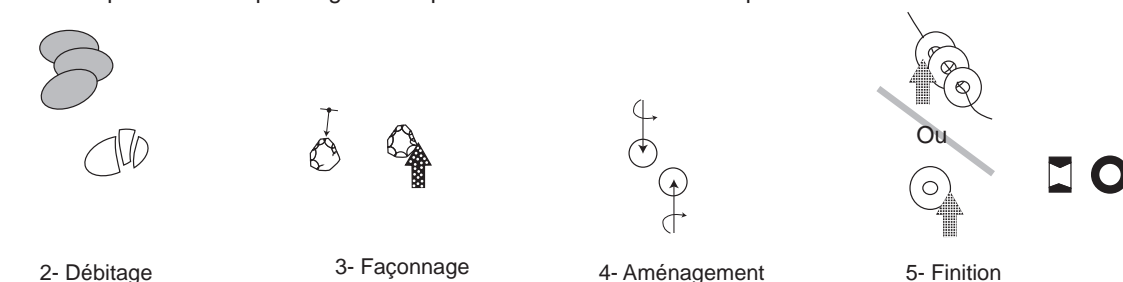 Ou
2- Débitage
3- Façonnage
4- Aménagement
5- Finition